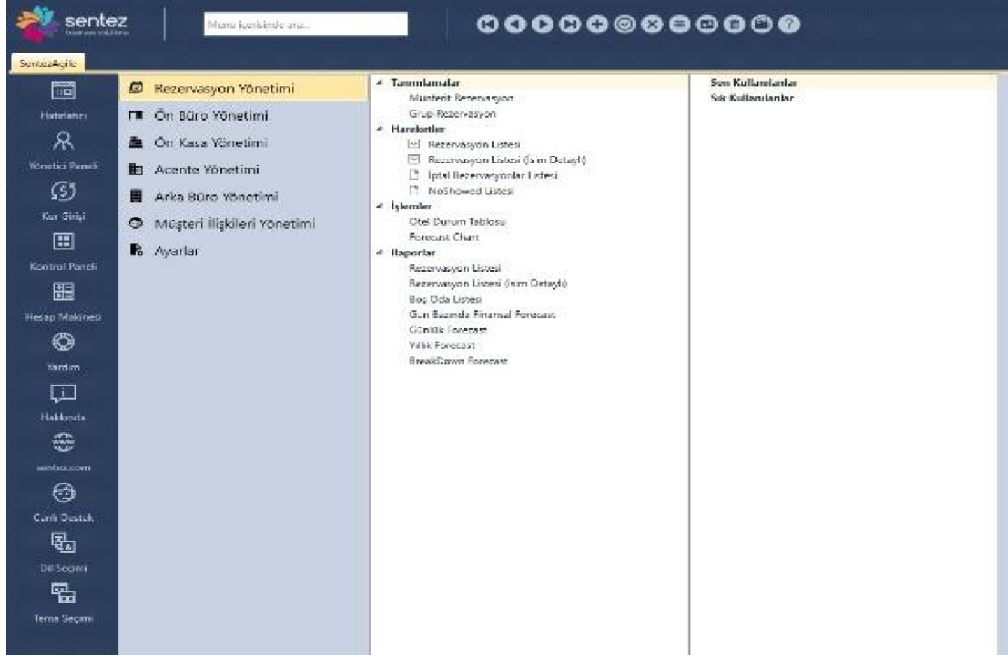 sentez
business solutions
Menü içerisinde ara...
SentezAgile
Hatırlatıcı
Yönetici Paneli
Kur Girişi
Kontrol Paneli
Hesap Makinesi
Yardım
Hakkında
www
sentez.com
Canlı Destek
Dil Seçimi
Tema Seçimi
Rezervasyon Yönetimi
Ön Büro Yönetimi
Ön Kasa Yönetimi
Acente Yönetimi
Arka Büro Yönetimi
Müşteri İlişkileri Yönetimi
Ayarlar
Tanımlamalar
Münferit Rezervasyon
Grup Rezervasyon
Hareketler
Rezervasyon Listesi
Rezervasyon Listesi (İsim Detaylı)
İptal Rezervasyonlar Listesi
NoShowed Listesi
İşlemler
Otel Durum Tablosu
Forecast Chart
Raporlar
Rezervasyon Listesi
Rezervasyon Listesi (İsim Detaylı)
Boş Oda Listesi
Gün Bazında Finansal Forecast
Günlük Forecast
Yıllık Forecast
BreakDown Forecast
Son Kullanılanlar
Sık Kullanılanlar